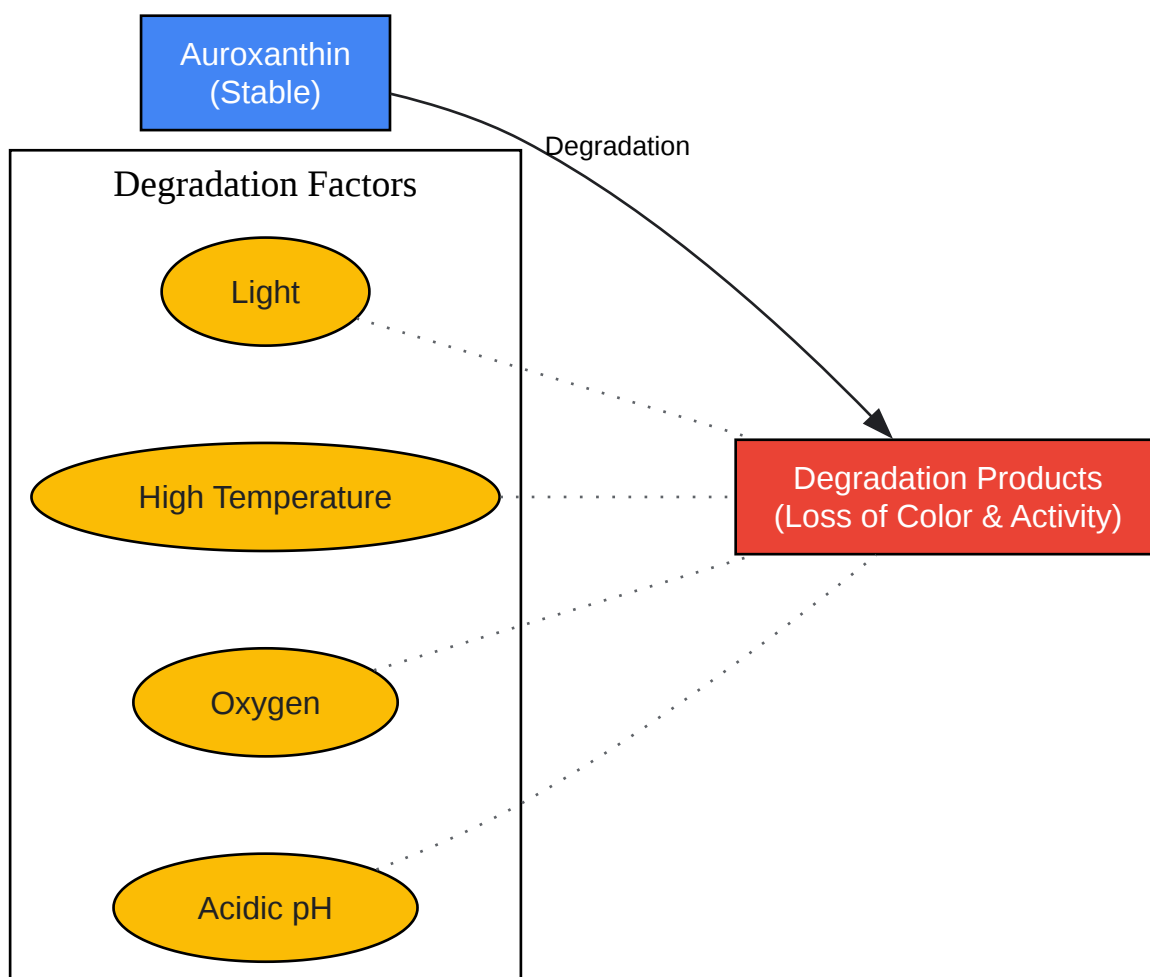 Auroxanthin
(Stable)
Degradation
Degradation Factors
Light
High Temperature
Degradation Products
(Loss of Color & Activity)
Oxygen
Acidic pH